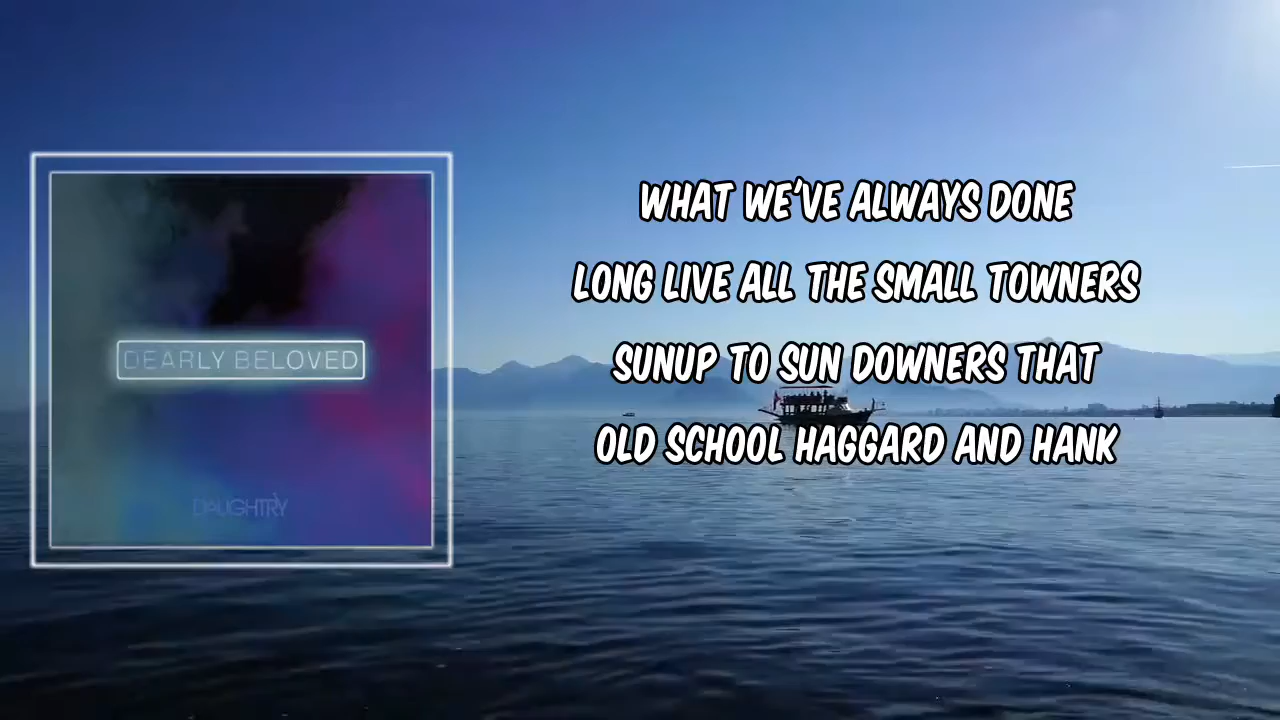 DEARLY BELOVED
DAUGHTRY
WHAT WE'VE ALWAYS DONE
LONG LIVE ALL THE SMALL TOWNERS
SUNUP TO SUN DOWNERS THAT
OLD SCHOOL HAGGARD AND HANK